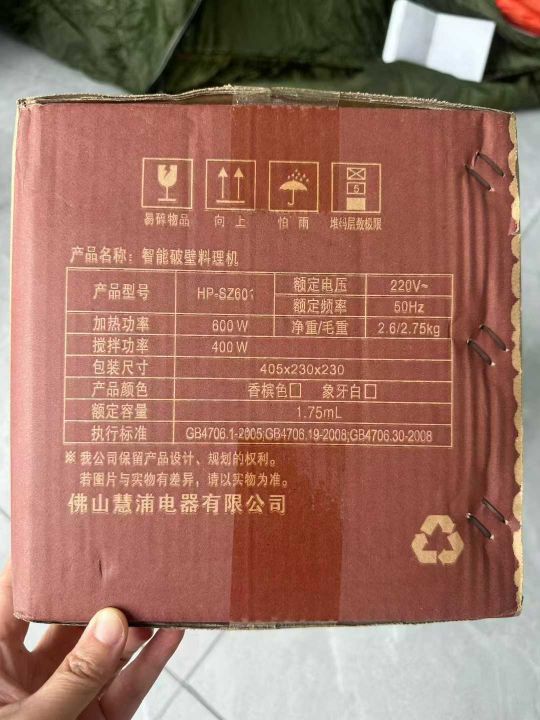 5
易碎物品 向上 怕雨 堆码层数极限
产品名称：智能破壁料理机
产品型号 HP-SZ601 额定电压 220V~
额定频率 50Hz
加热功率 600W 净重/毛重 2.6/2.75kg
搅拌功率 400W
包装尺寸 405x230x230
产品颜色 香槟色□ 象牙白□
额定容量 1.75mL
执行标准 GB4706.1-2005;GB4706.19-2008;GB4706.30-2008
※ 我公司保留产品设计、规划的权利。
若图片与实物有差异，请以实物为准。
佛山慧浦电器有限公司